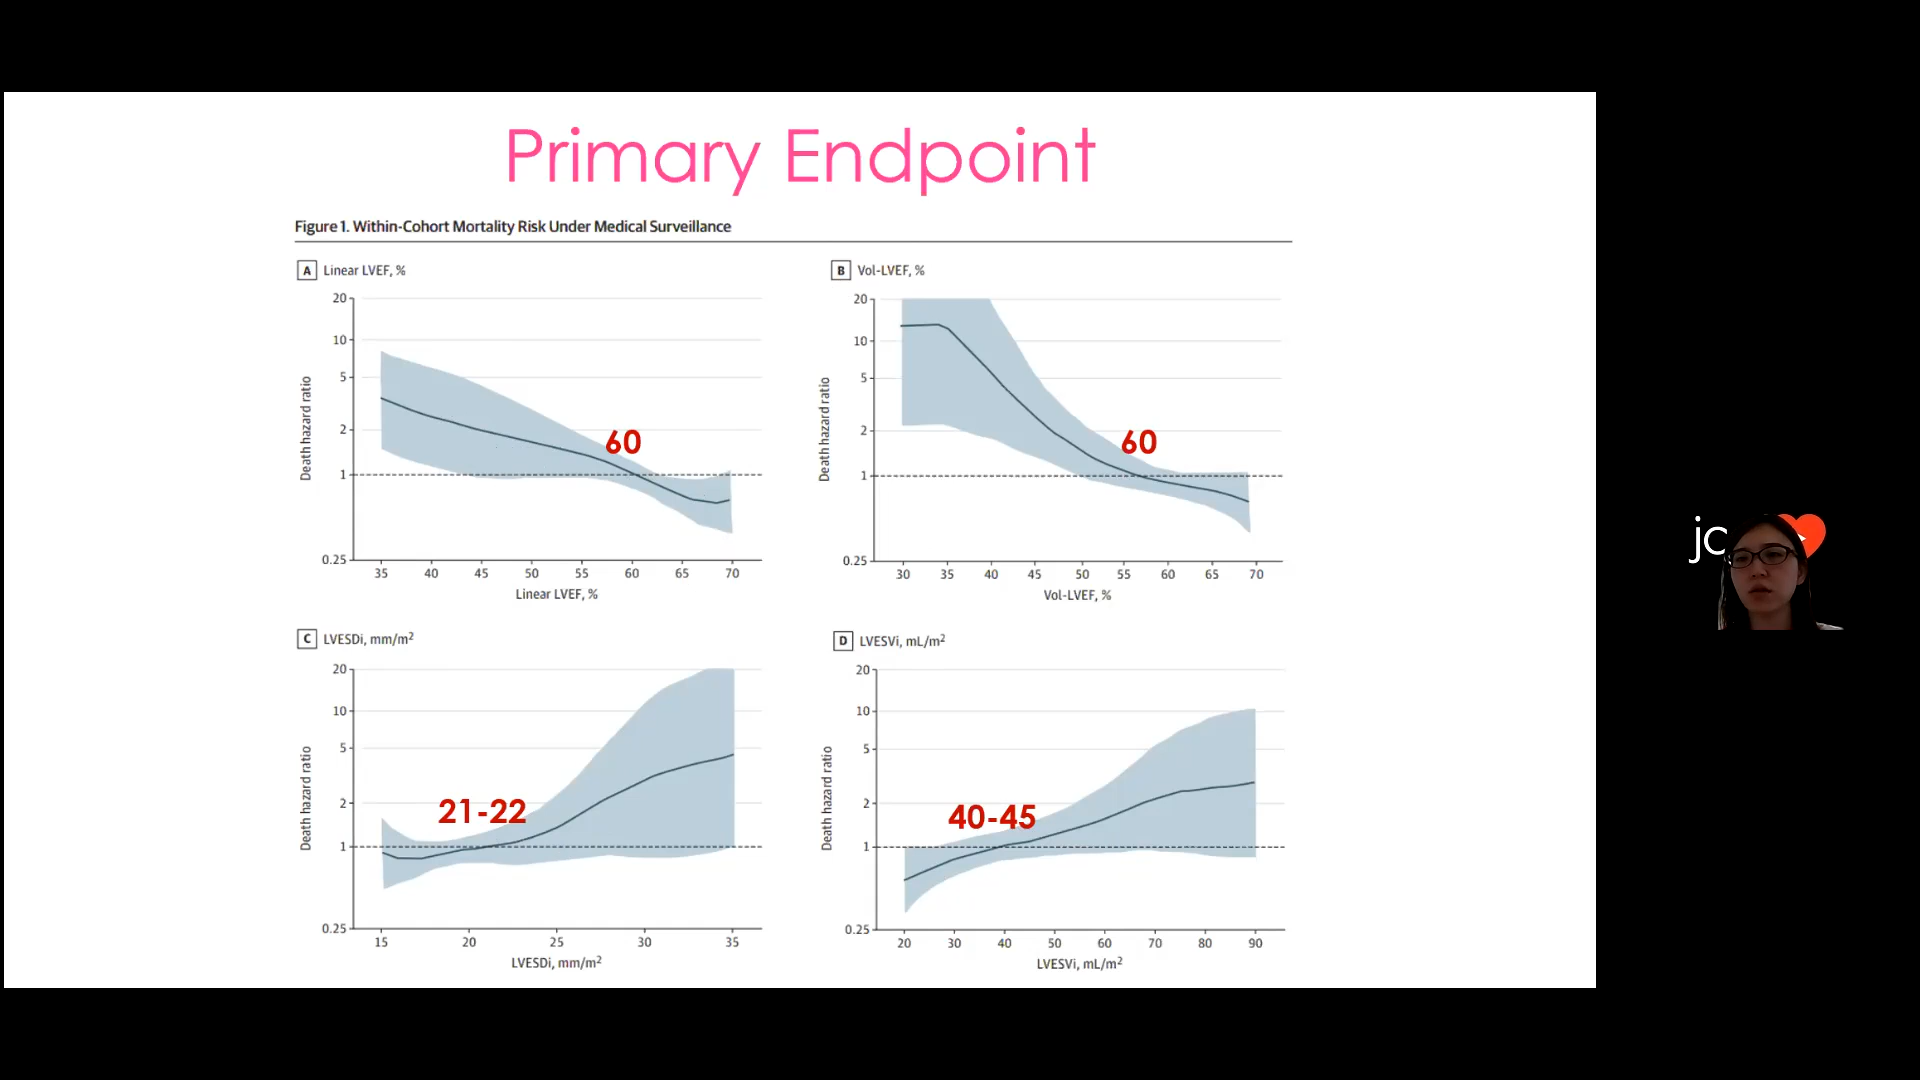 Primary Endpoint
Figure 1. Within-Cohort Mortality Risk Under Medical Surveillance
A Linear LVEF, %
20
10
5
2
1
0.25
Death hazard ratio
60
35 40 45 50 55 60 65 70
Linear LVEF, %
B Vol-LVEF, %
20
10
5
2
1
0.25
Death hazard ratio
60
30 35 40 45 50 55 60 65 70
Vol-LVEF, %
C LVESDi, mm/m²
20
10
5
2
1
0.25
Death hazard ratio
21-22
15 20 25 30 35
LVESDi, mm/m²
D LVESVi, mL/m²
20
10
5
2
1
0.25
Death hazard ratio
40-45
20 30 40 50 60 70 80 90
LVESVi, mL/m²